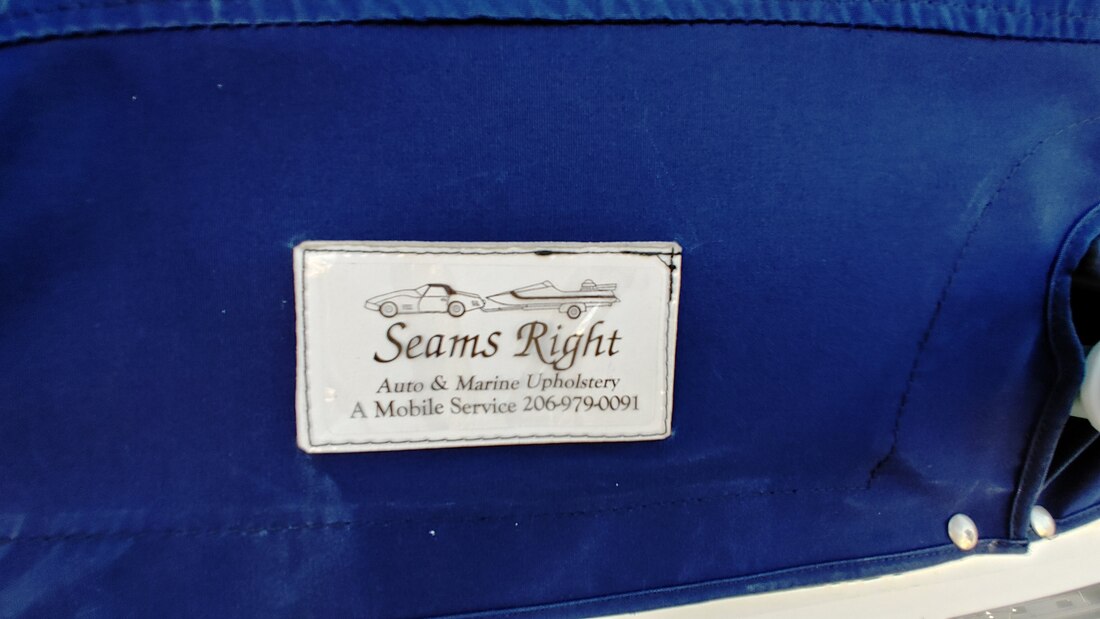 Seams Right
Auto & Marine Upholstery
A Mobile Service 206-979-0091